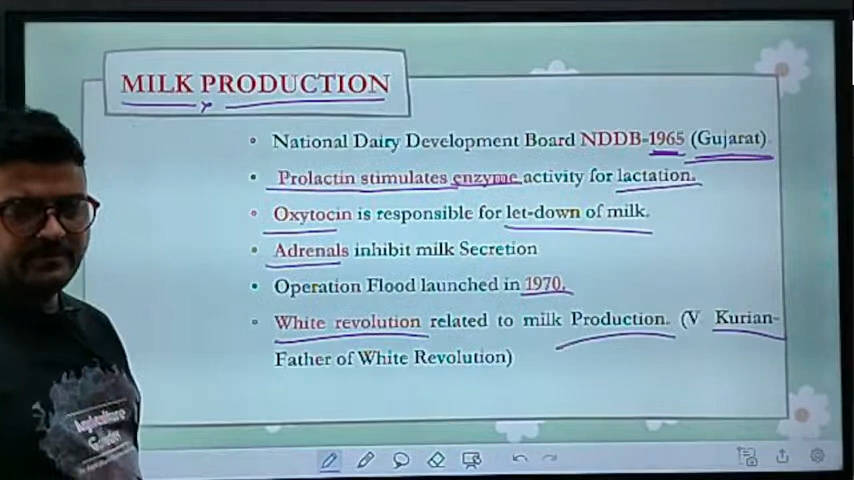 MILK PRODUCTION
• National Dairy Development Board NDDB-1965 (Gujarat)
• Prolactin stimulates enzyme activity for lactation.
• Oxytocin is responsible for let-down of milk.
• Adrenals inhibit milk Secretion
• Operation Flood launched in 1970.
• White revolution related to milk Production. (V Kurian-
Father of White Revolution)
Agriculture